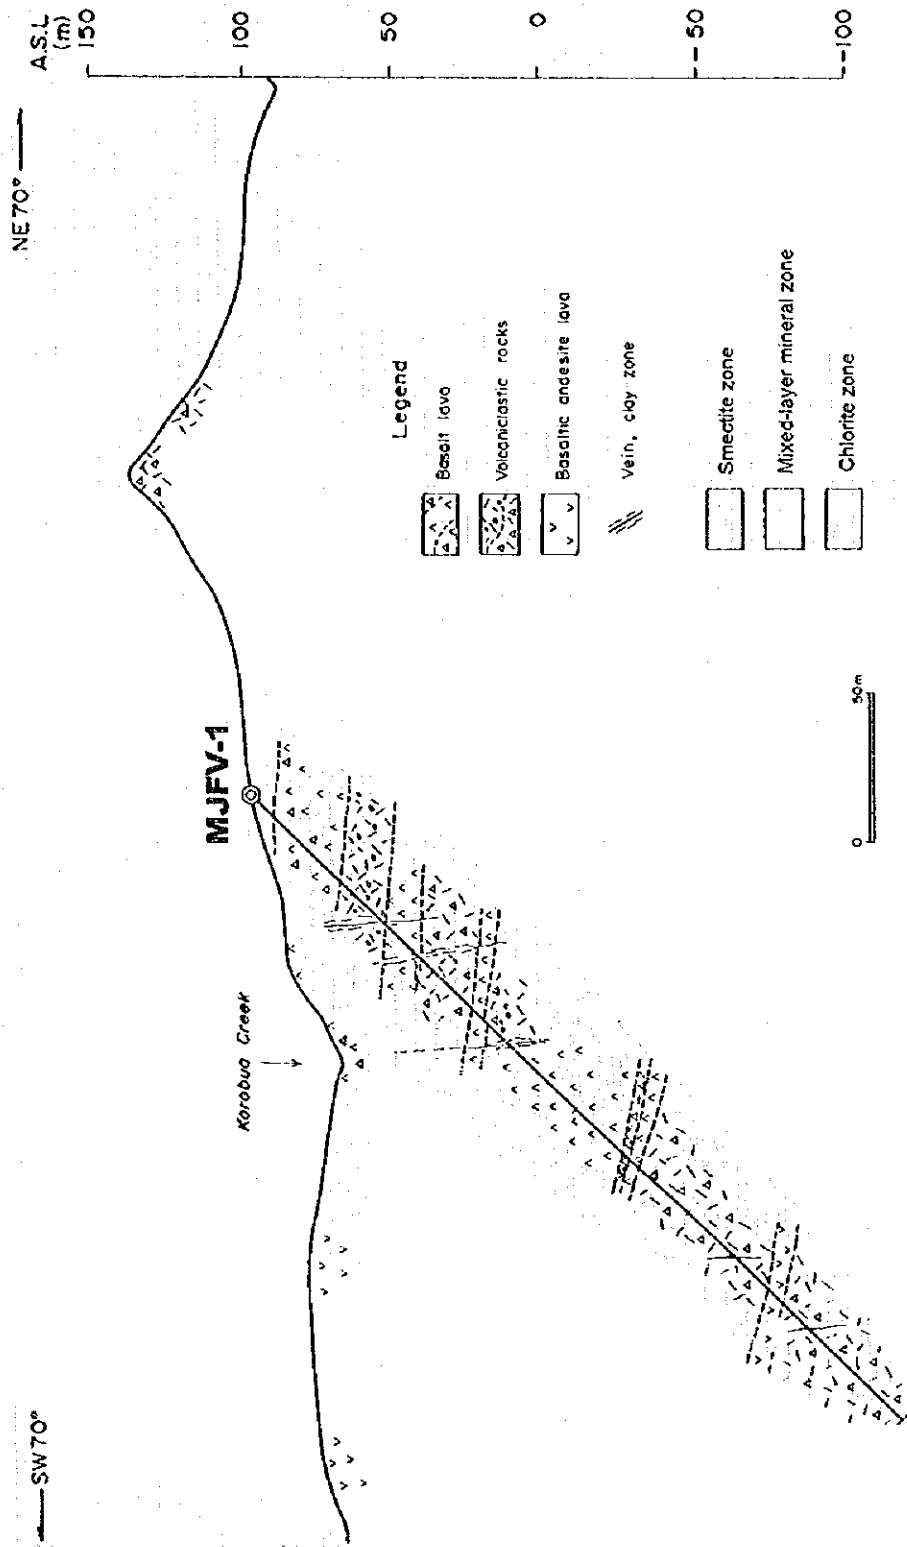 SW70°
NE70°
A.S.L
(m)
150
100
50
0
-50
-100
MJFV-1
Korobua Creek
Legend
Basalt lava
Volcaniclastic rocks
Basaltic andesite lava
Vein, clay zone
Smectite zone
Mixed-layer mineral zone
Chlorite zone
0 50m